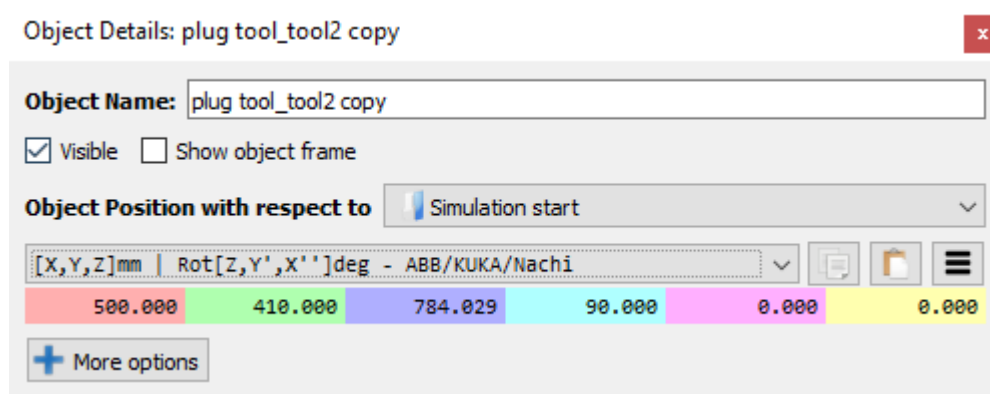 Object Details: plug tool_tool2 copy x
Object Name: plug tool_tool2 copy
Visible Show object frame
Object Position with respect to Simulation start
[X,Y,Z]mm | Rot[Z,Y',X'']deg - ABB/KUKA/Nachi
500.000 410.000 784.029 90.000 0.000 0.000
More options